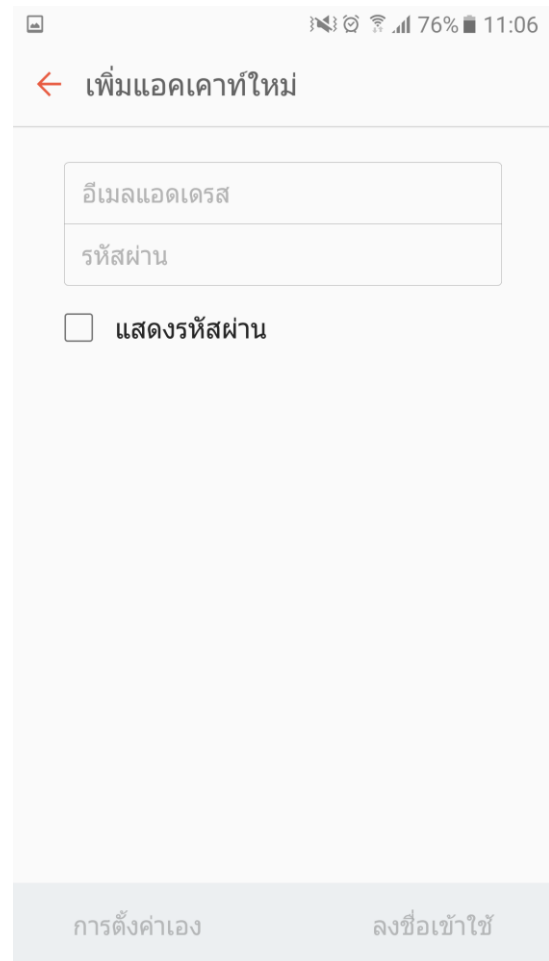 76% 11:06
เพิ่มแอคเคาท์ใหม่
อีเมลแอดเดรส
รหัสผ่าน
แสดงรหัสผ่าน
การตั้งค่าเอง ลงชื่อเข้าใช้